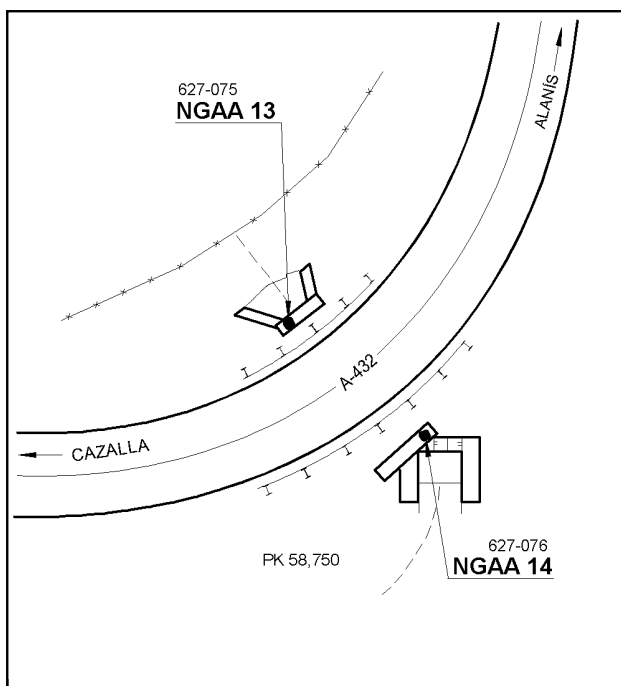 627-075
NGAA 13
ALANÍS
A-432
CAZALLA
PK 58,750
627-076
NGAA 14